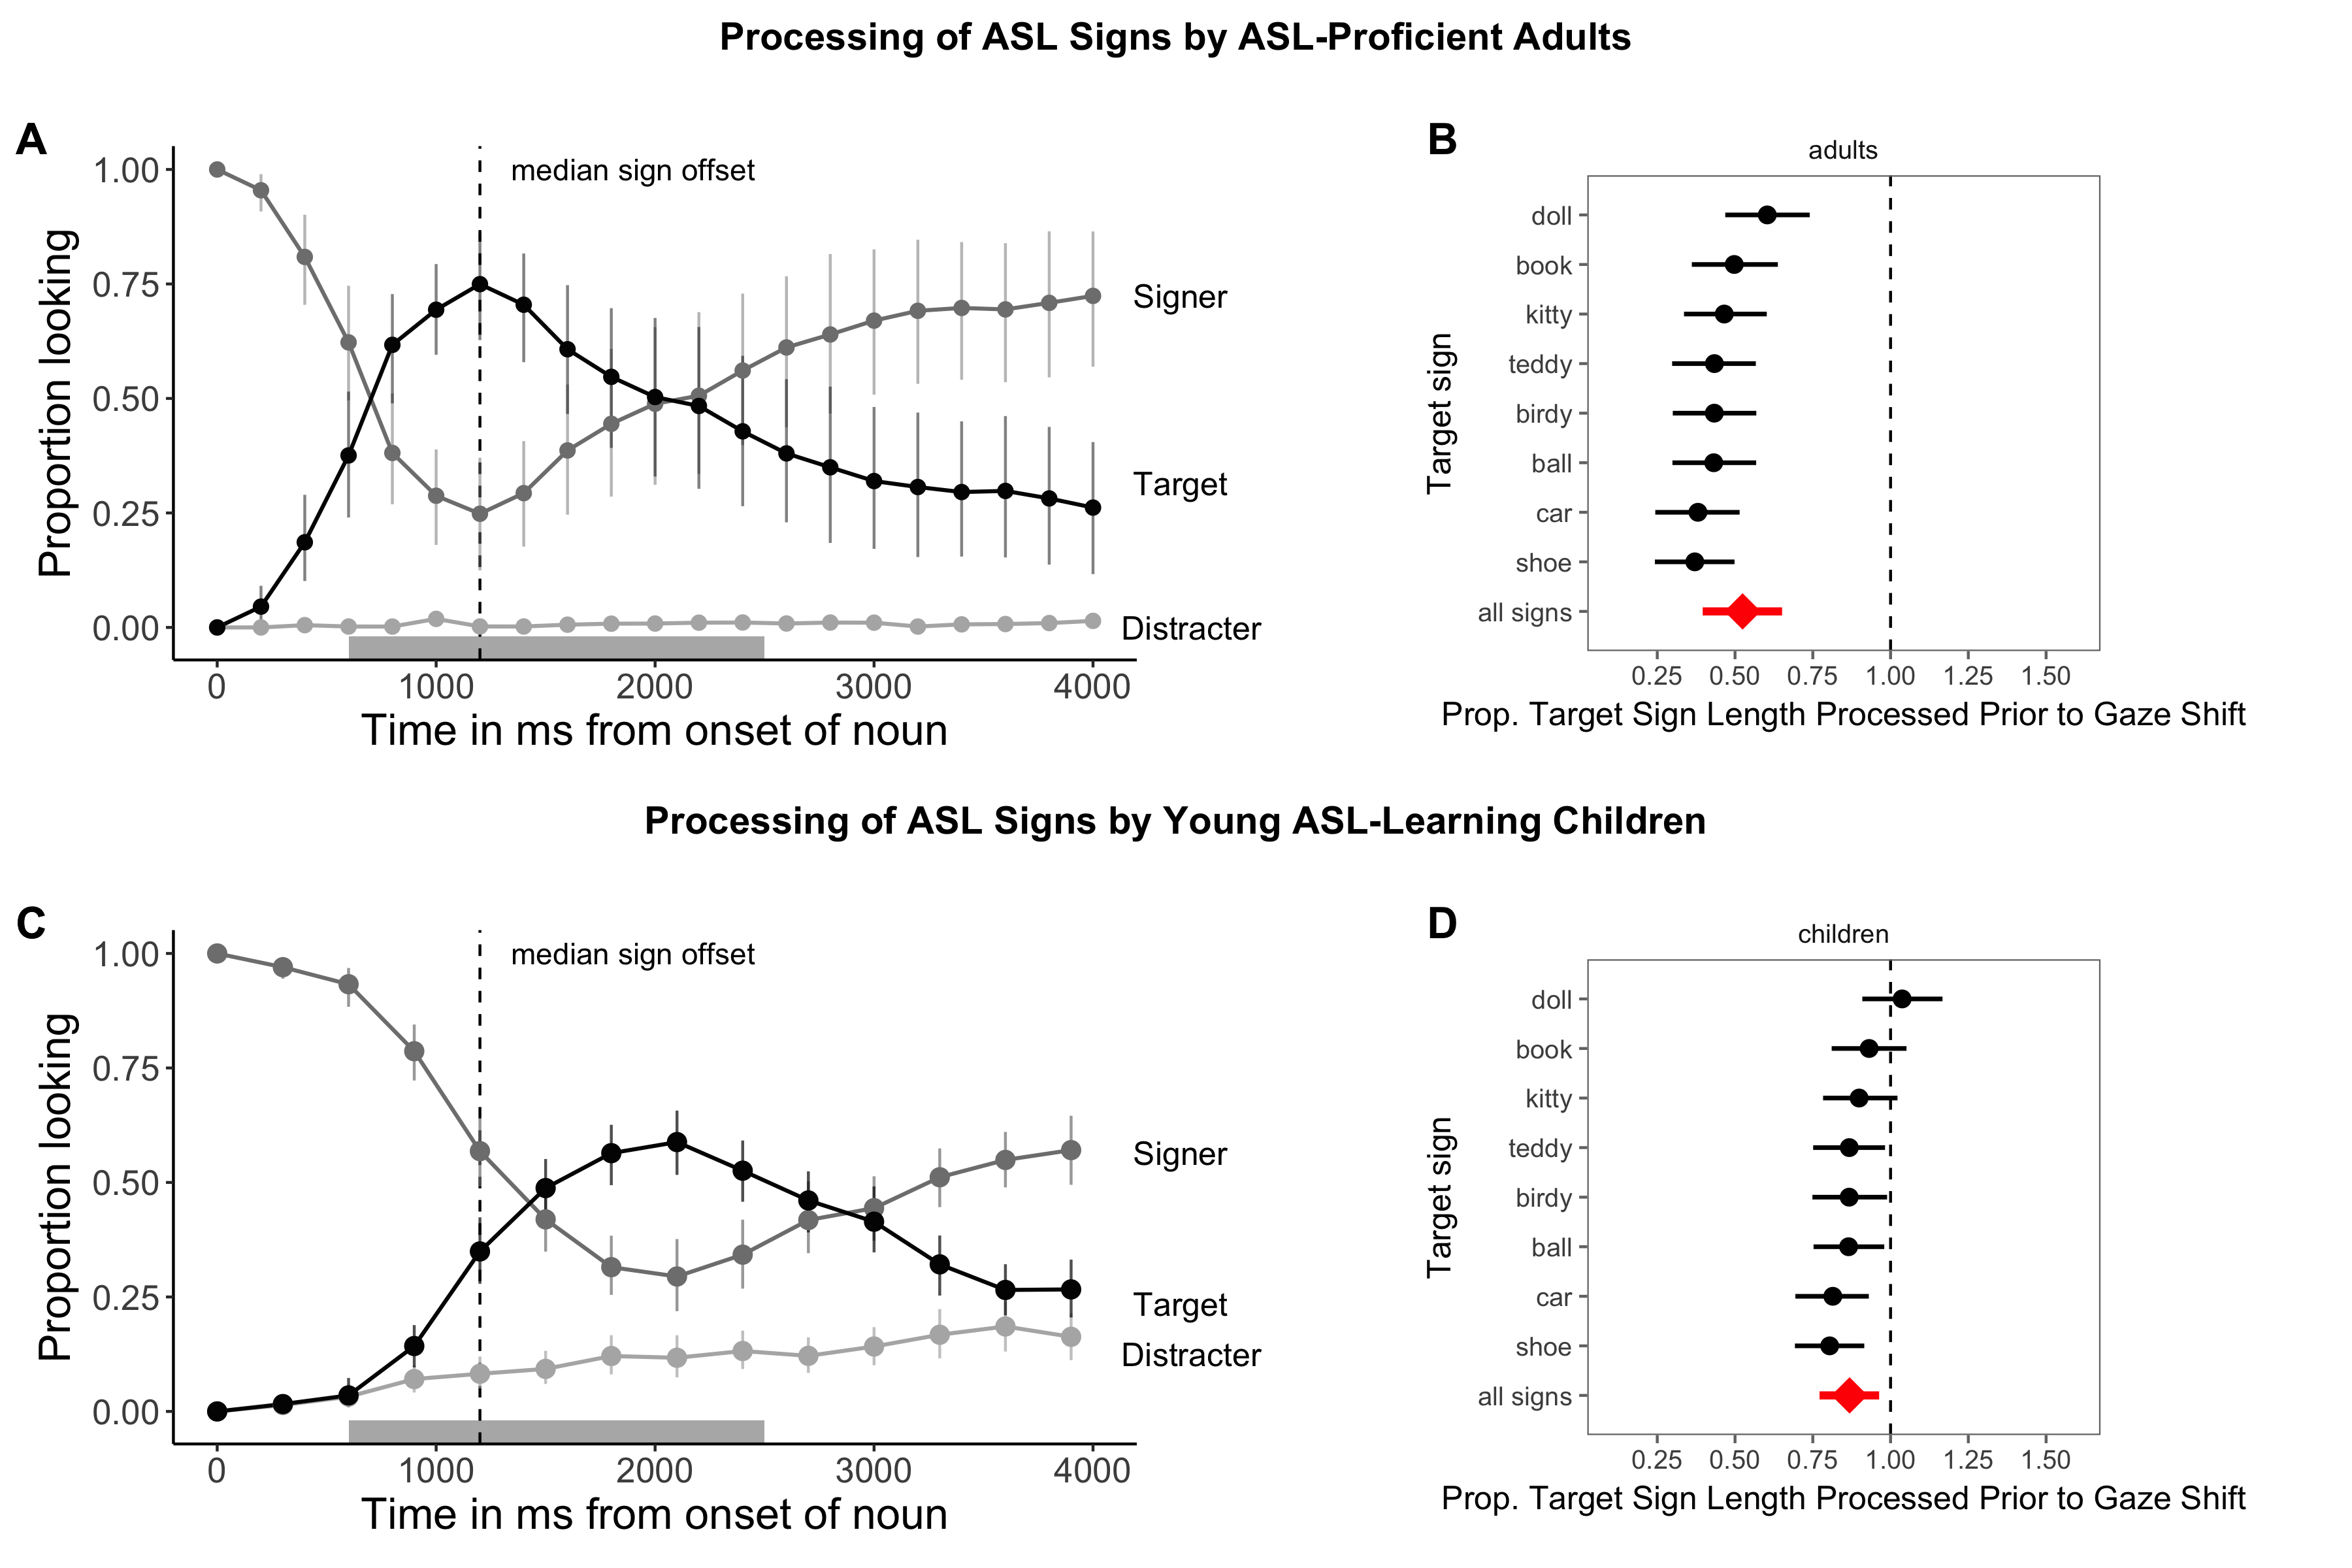 Processing of ASL Signs by ASL-Proficient Adults
A
Proportion looking
1.00
0.75
0.50
0.25
0.00
median sign offset
Signer
Target
Distracter
0 1000 2000 3000 4000
Time in ms from onset of noun
B
adults
Target sign
doll
book
kitty
teddy
birdy
ball
car
shoe
all signs
0.25 0.50 0.75 1.00 1.25 1.50
Prop. Target Sign Length Processed Prior to Gaze Shift
Processing of ASL Signs by Young ASL-Learning Children
C
Proportion looking
1.00
0.75
0.50
0.25
0.00
median sign offset
Signer
Target
Distracter
0 1000 2000 3000 4000
Time in ms from onset of noun
D
children
Target sign
doll
book
kitty
teddy
birdy
ball
car
shoe
all signs
0.25 0.50 0.75 1.00 1.25 1.50
Prop. Target Sign Length Processed Prior to Gaze Shift